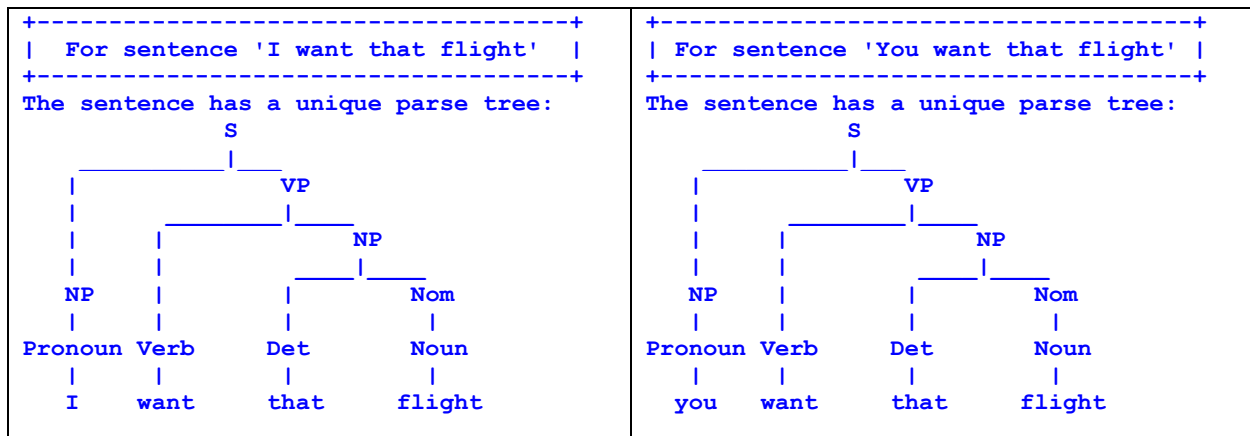 +-------------------------------------+
|  For sentence 'I want that flight'  |
+-------------------------------------+
The sentence has a unique parse tree:
S
VP
NP
NP Nom
Pronoun Verb Det Noun
I want that flight
+-------------------------------------+
| For sentence 'You want that flight' |
+-------------------------------------+
The sentence has a unique parse tree:
S
VP
NP
NP Nom
Pronoun Verb Det Noun
you want that flight